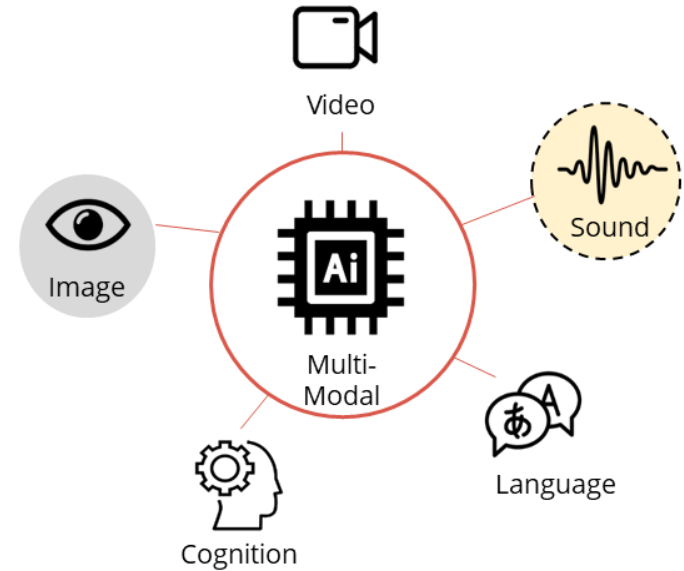 Video
Sound
Image
Ai
Multi-
Modal
あ A
Language
Cognition